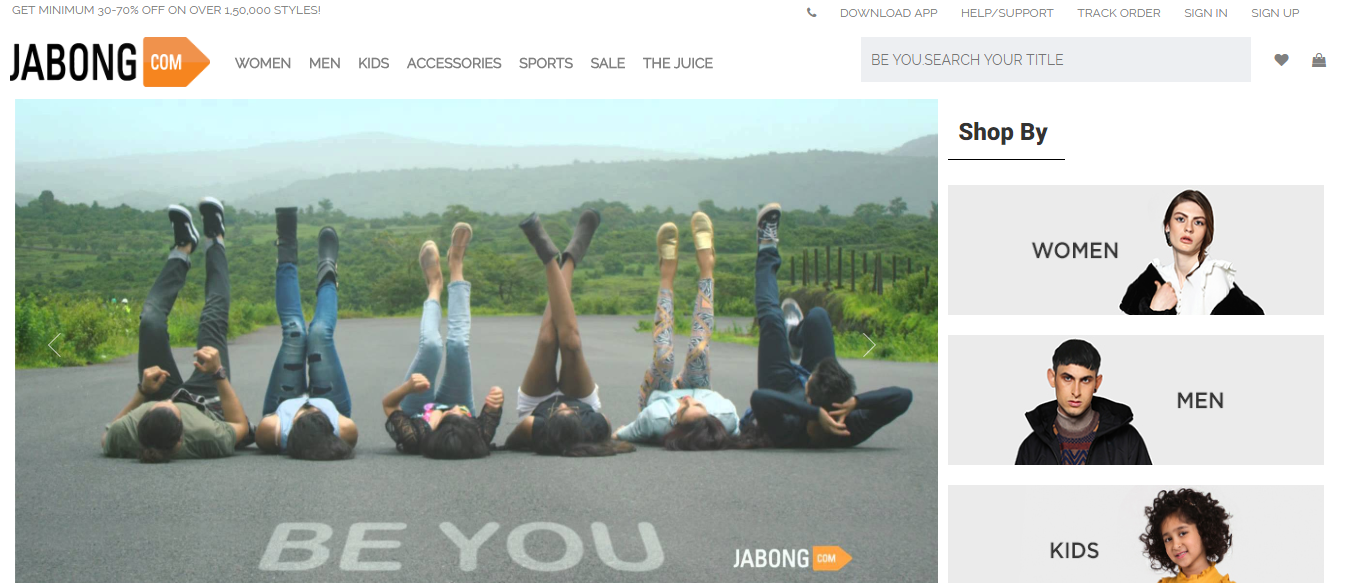 GET MINIMUM 30-70% OFF ON OVER 1,50,000 STYLES!
DOWNLOAD APP HELP/SUPPORT TRACK ORDER SIGN IN SIGN UP
JABONG COM
WOMEN MEN KIDS ACCESSORIES SPORTS SALE THE JUICE
BE YOU.SEARCH YOUR TITLE
Shop By
WOMEN
MEN
KIDS
BE YOU
JABONG COM